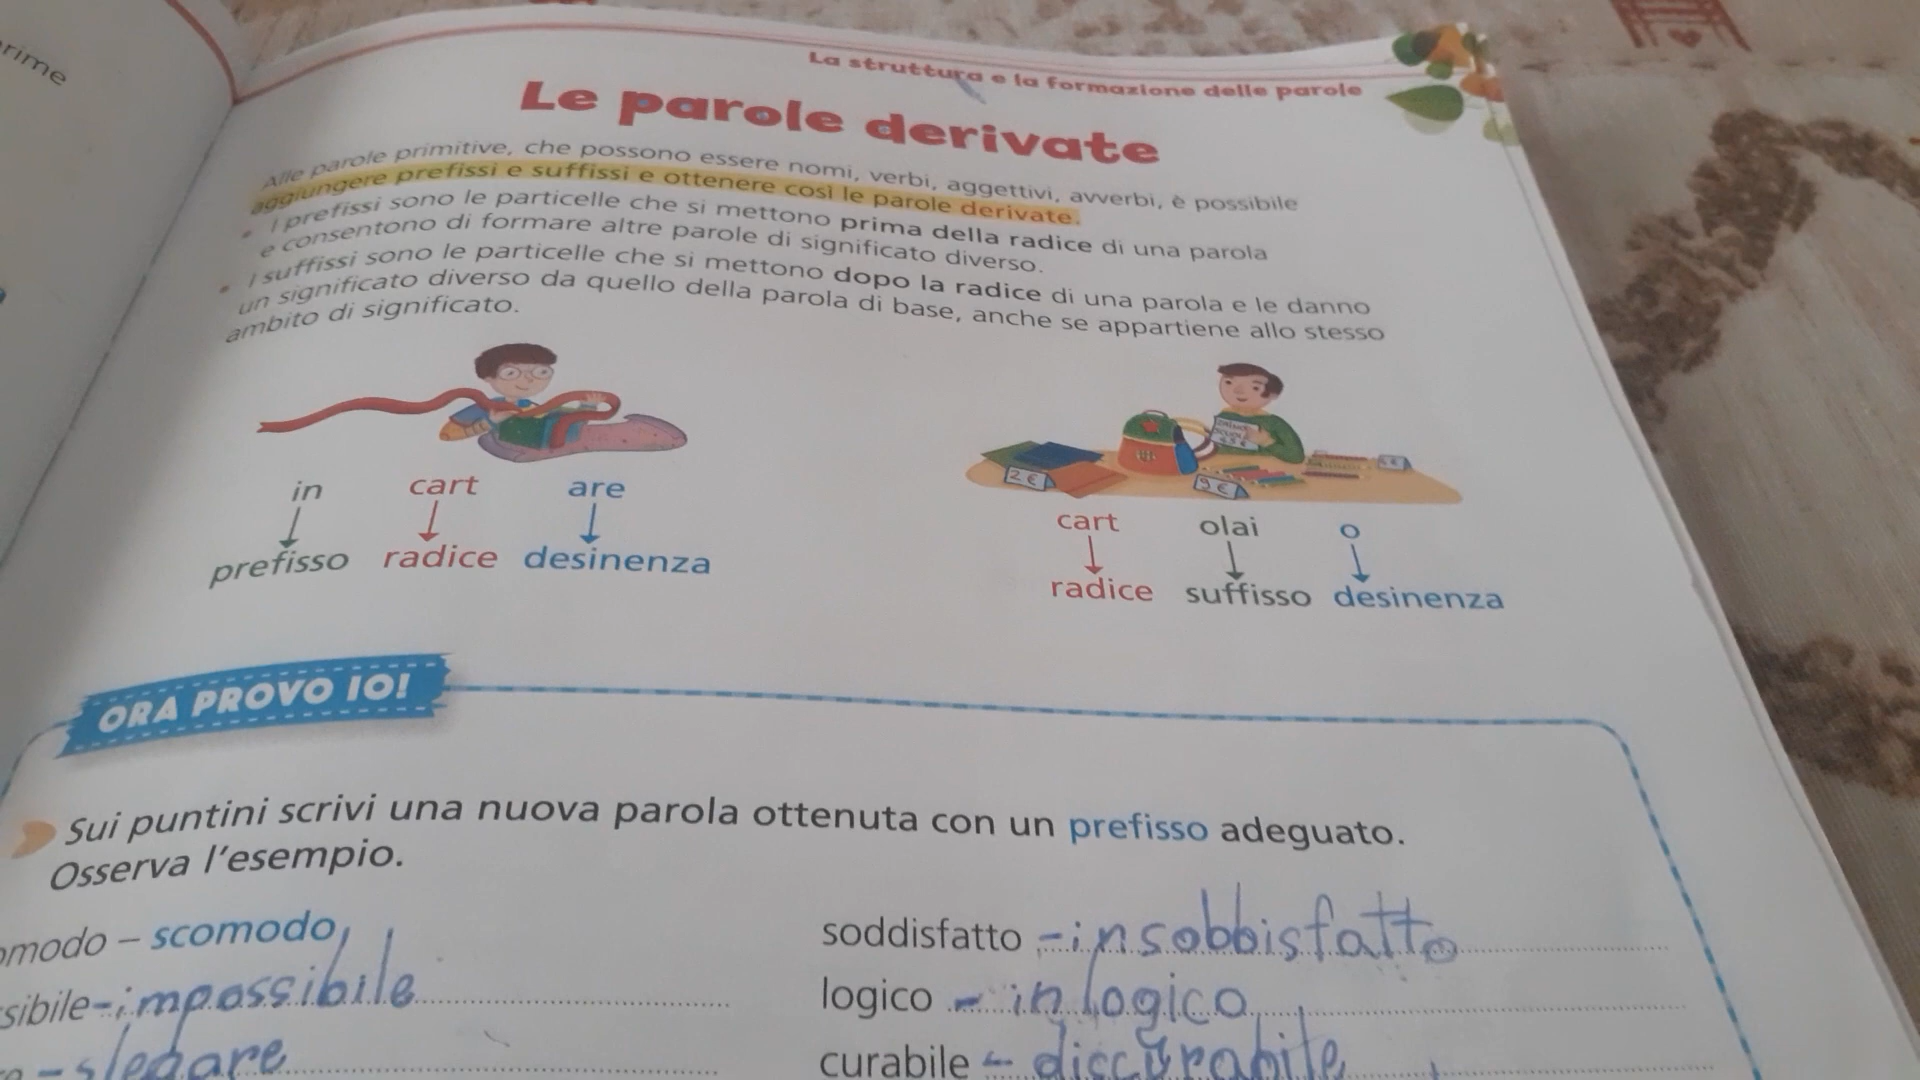 rime
La struttura e la formazione delle parole
Le parole derivate
Alle parole primitive, che possono essere nomi, verbi, aggettivi, avverbi, è possibile
aggiungere prefissi e suffissi e ottenere così le parole derivate.
• I prefissi sono le particelle che si mettono prima della radice di una parola
e consentono di formare altre parole di significato diverso.
• I suffissi sono le particelle che si mettono dopo la radice di una parola e le danno
un significato diverso da quello della parola di base, anche se appartiene allo stesso
ambito di significato.
2 €
9 €
in cart are
prefisso radice desinenza
cart olai o
radice suffisso desinenza
ORA PROVO IO!
Sui puntini scrivi una nuova parola ottenuta con un prefisso adeguato.
Osserva l'esempio.
omodo – scomodo
sibile - impossibile
- slegare
soddisfatto - insobbisfatto
logico - inlogico
curabile - discurabile